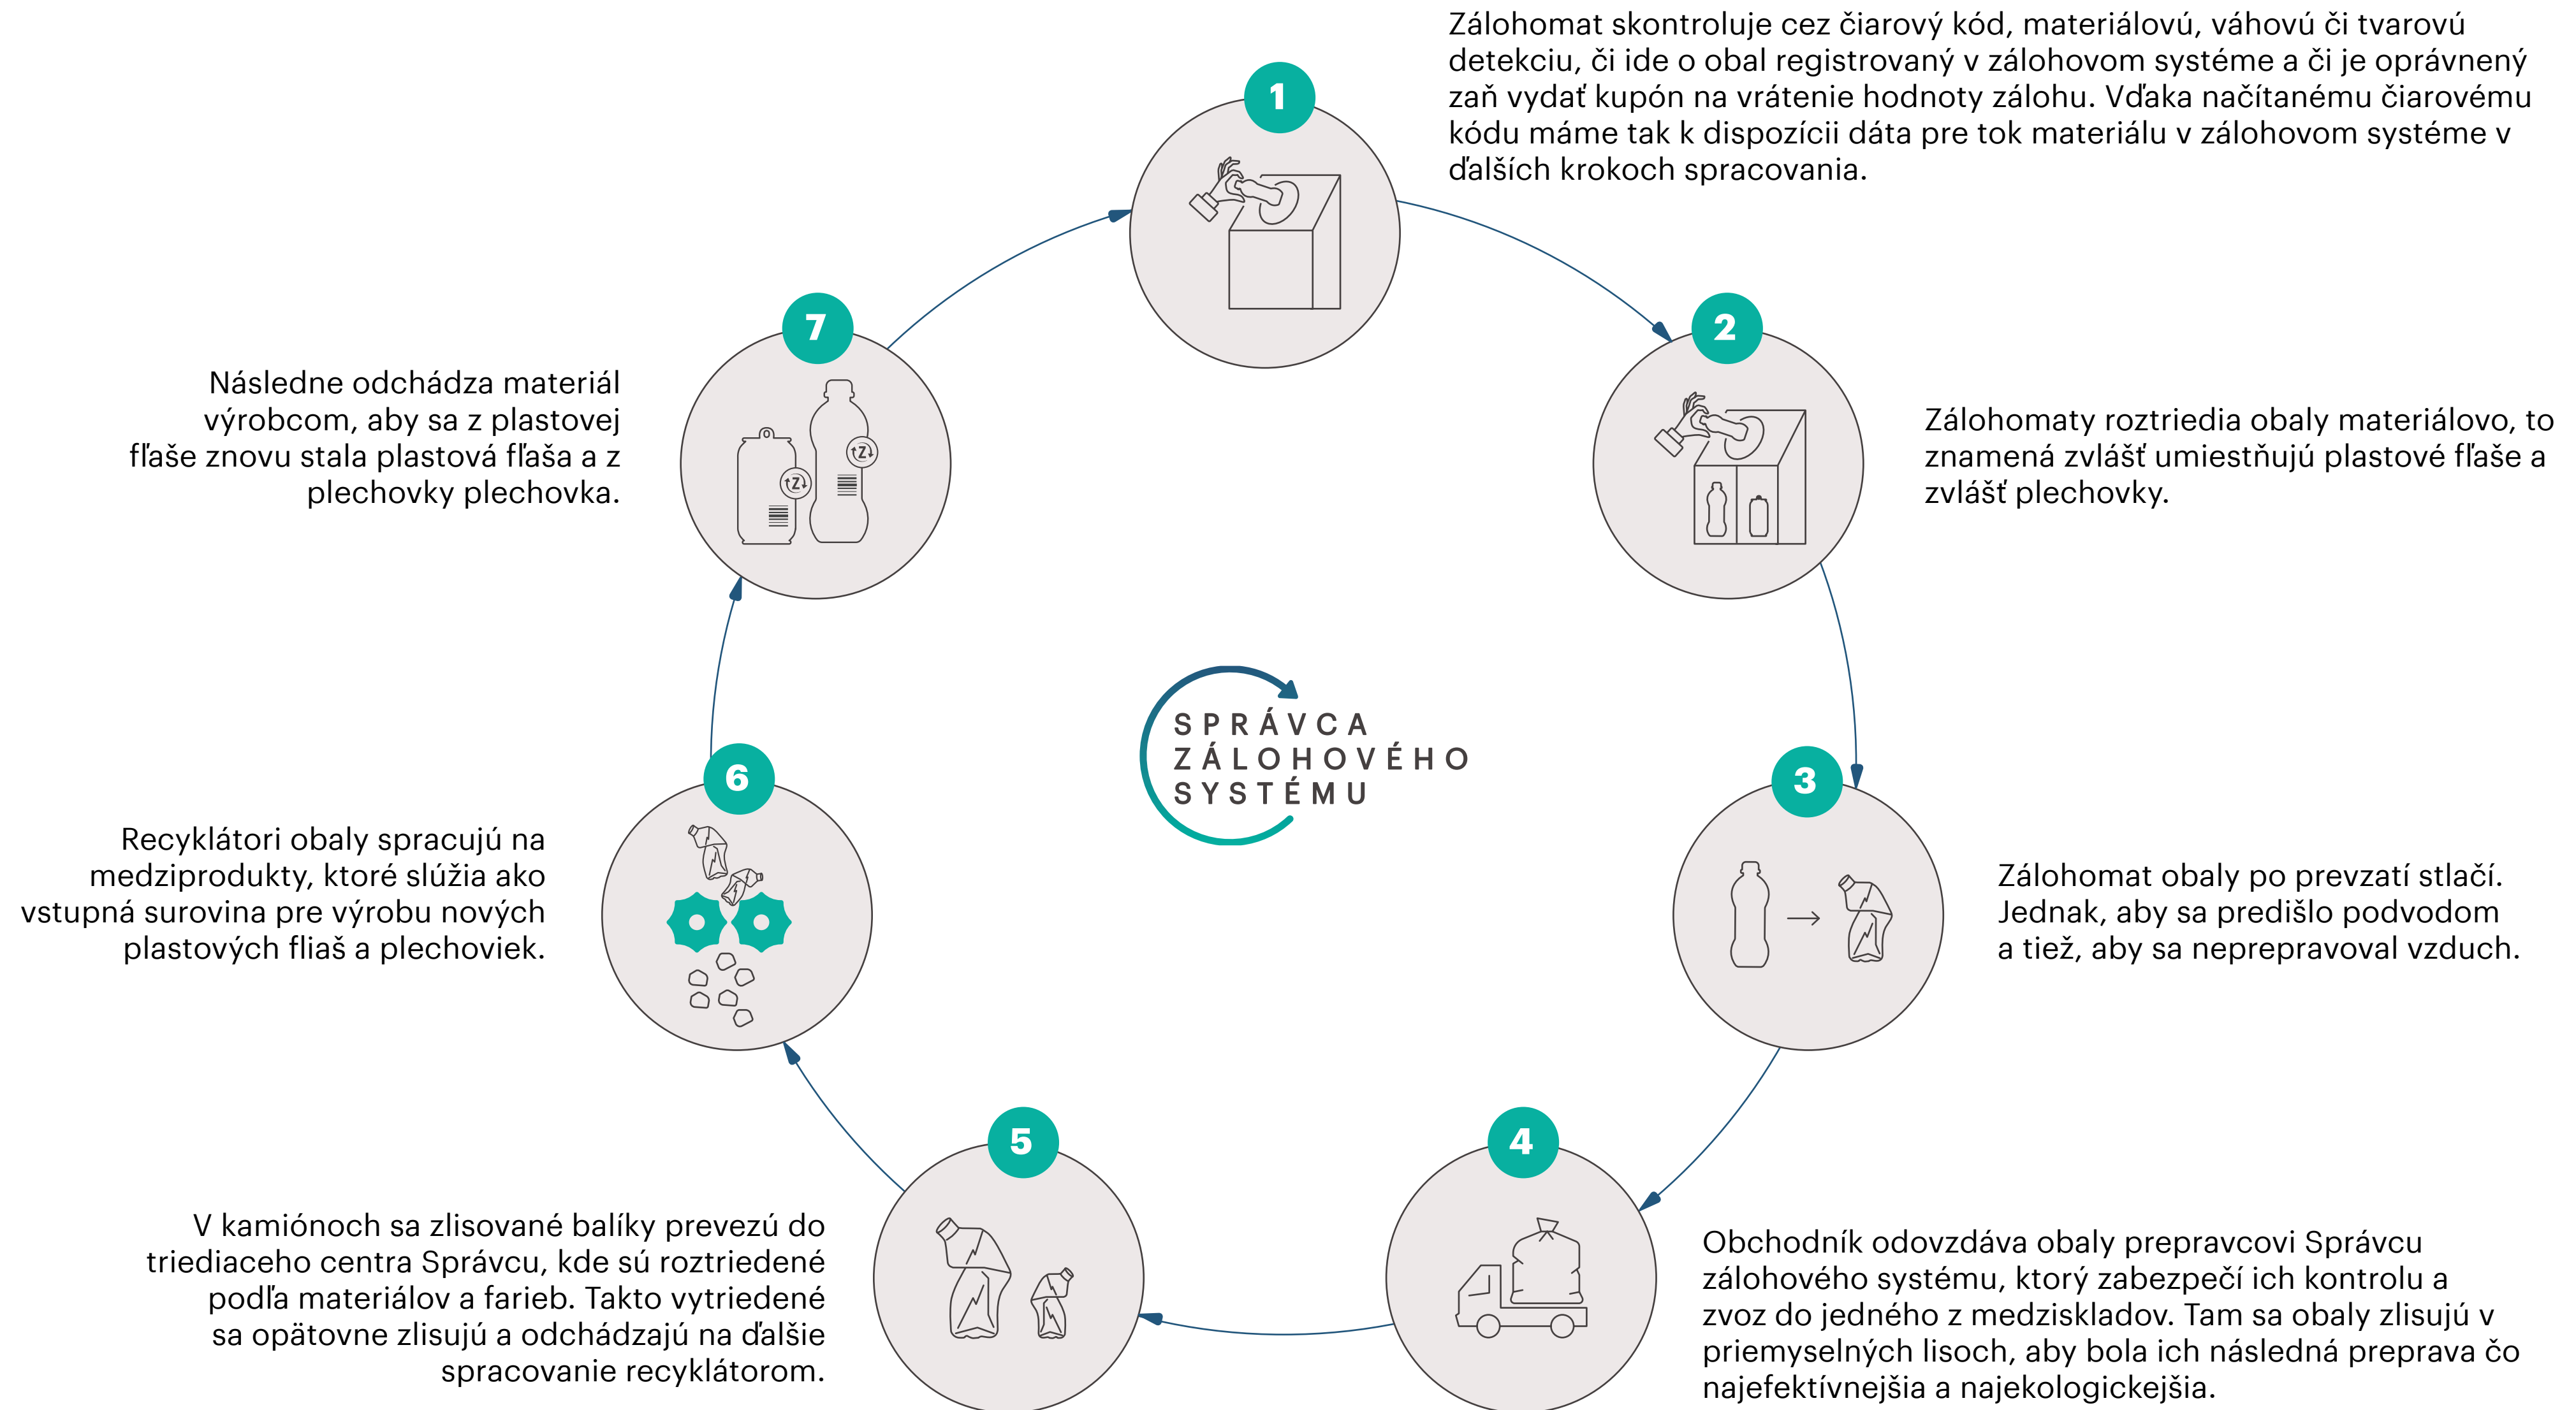 1
Zálohomat skontroluje cez čiarový kód, materiálovú, váhovú či tvarovú
detekciu, či ide o obal registrovaný v zálohovom systéme a či je oprávnený
zaň vydať kupón na vrátenie hodnoty zálohu. Vďaka načítanému čiarovému
kódu máme tak k dispozícii dáta pre tok materiálu v zálohovom systéme v
ďalších krokoch spracovania.
2
Zálohomaty roztriedia obaly materiálovo, to
znamená zvlášť umiestňujú plastové fľaše a
zvlášť plechovky.
3
Zálohomat obaly po prevzatí stlačí.
Jednak, aby sa predišlo podvodom
a tiež, aby sa neprepravoval vzduch.
4
Obchodník odovzdáva obaly prepravcovi Správcu
zálohového systému, ktorý zabezpečí ich kontrolu a
zvoz do jedného z medziskladov. Tam sa obaly zlisujú v
priemyselných lisoch, aby bola ich následná preprava čo
najefektívnejšia a najekologickejšia.
5
V kamiónoch sa zlisované balíky prevezú do
triediaceho centra Správcu, kde sú roztriedené
podľa materiálov a farieb. Takto vytriedené
sa opätovne zlisujú a odchádzajú na ďalšie
spracovanie recyklátorom.
6
Recyklátori obaly spracujú na
medziprodukty, ktoré slúžia ako
vstupná surovina pre výrobu nových
plastových fliaš a plechoviek.
7
Následne odchádza materiál
výrobcom, aby sa z plastovej
fľaše znovu stala plastová fľaša a z
plechovky plechovka.
Z
Z
SPRÁVCA
ZÁLOHOVÉHO
SYSTÉMU